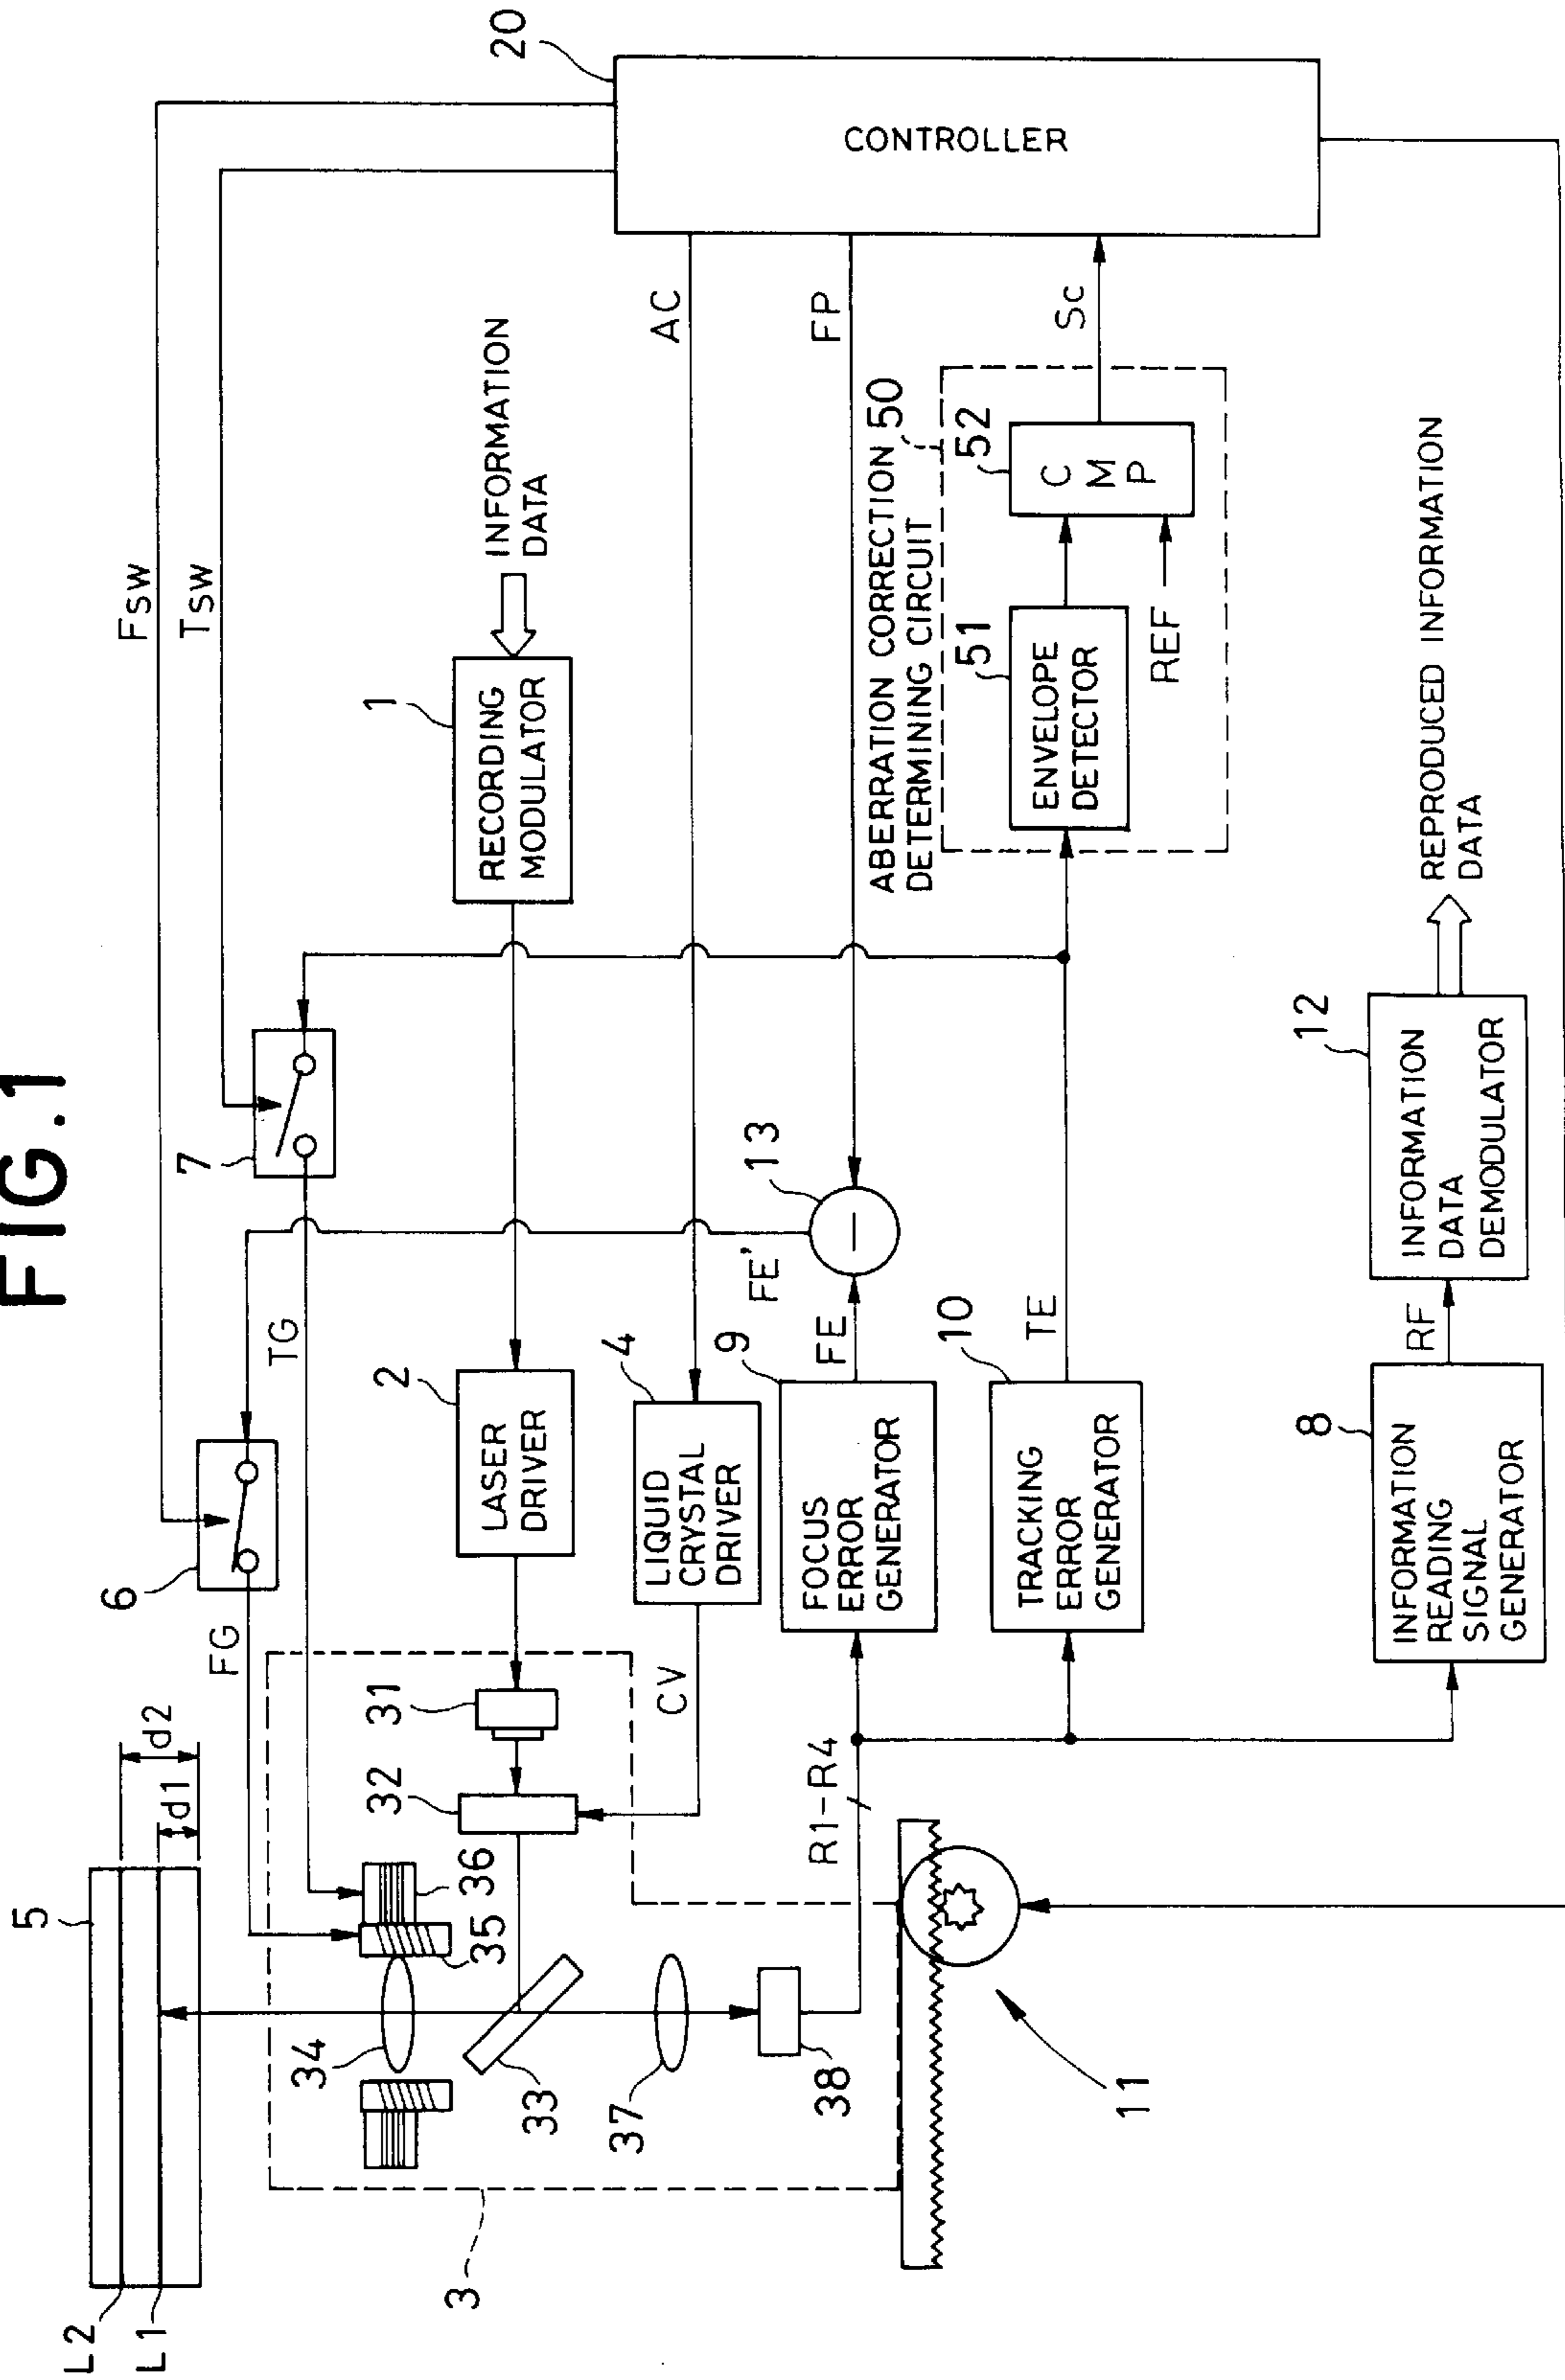 FIG.1
L2
L1
5
d2
d1
3
34
33
37
38
35
36
32
31
11
6
FG
7
TG
Fsw
Tsw
CV
R1-R4
2
LASER
DRIVER
4
LIQUID
CRYSTAL
DRIVER
9
FOCUS
ERROR
GENERATOR
FE
10
TRACKING
ERROR
GENERATOR
TE
8
INFORMATION
READING
SIGNAL
GENERATOR
RF
13
FE'
12
INFORMATION
DATA
DEMODULATOR
REPRODUCED INFORMATION
DATA
1
RECORDING
MODULATOR
INFORMATION
DATA
AC
FP
ABERRATION CORRECTION
DETERMINING CIRCUIT
50
51
ENVELOPE
DETECTOR
52
C
M
P
REF
Sc
20
CONTROLLER